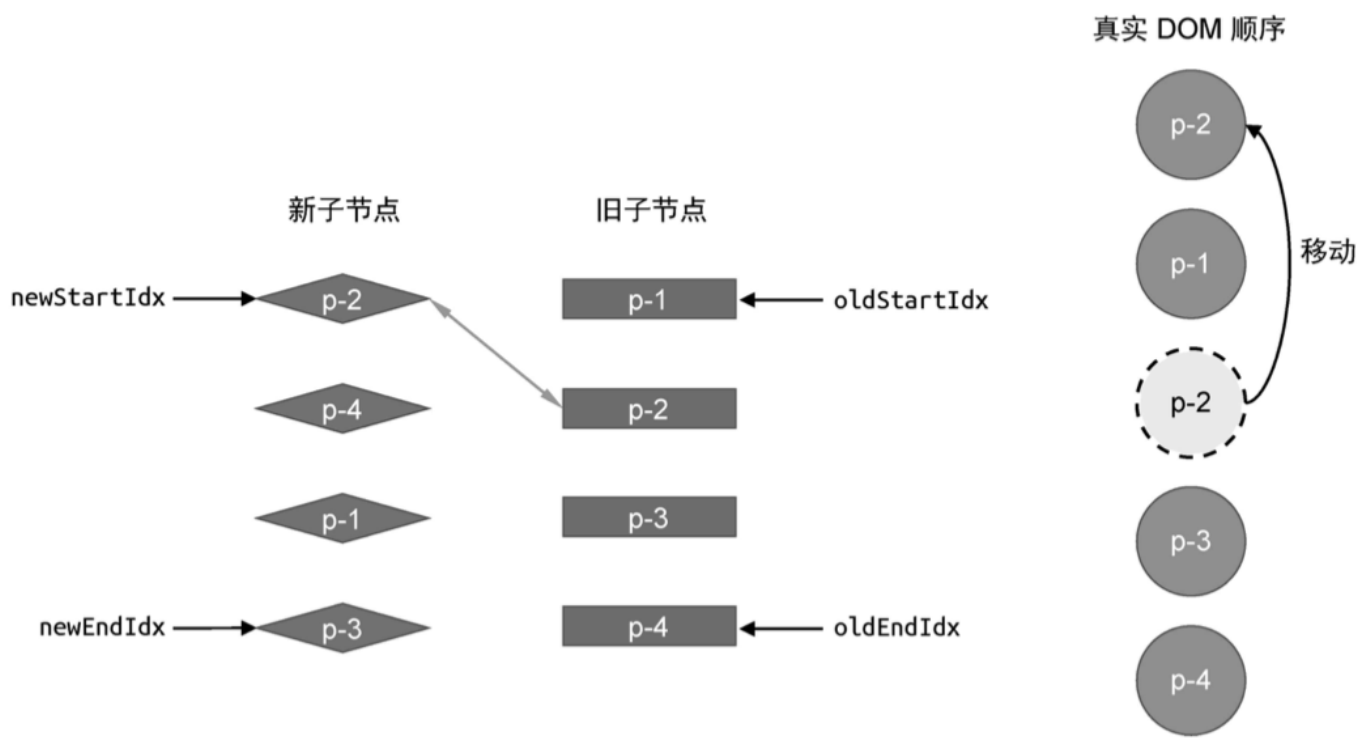 真实 DOM 顺序
p-2
新子节点
旧子节点
p-1
移动
newStartIdx
p-2
p-1
oldStartIdx
p-4
p-2
p-2
p-1
p-3
p-3
newEndIdx
p-3
p-4
oldEndIdx
p-4